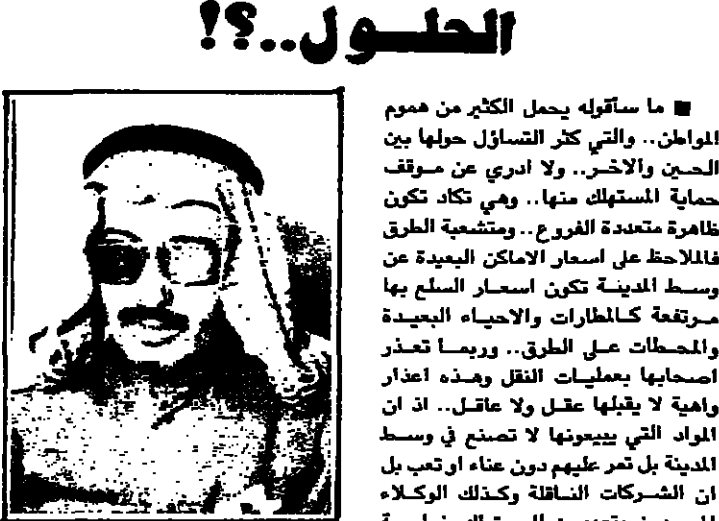 الحلول..؟!
■ ما سأقوله يحمل الكثير من هموم
المواطن.. والتي كثر التساؤل حولها بين
الحين والاخر.. ولا ادري عن موقف
حماية المستهلك منها.. وهي تكاد تكون
ظاهرة متعددة الفروع.. ومتشعبة الطرق
فالملاحظ على اسعار الاماكن البعيدة عن
وسط المدينة تكون اسعار السلع بها
مرتفعة كالمطارات والاحياء البعيدة
والمحطات على الطرق.. وربما تعذر
اصحابها بعمليات النقل وهذه اعذار
واهية لا يقبلها عقل ولا عاقل.. اذ ان
المواد التي يبيعونها لا تصنع في وسط
المدينة بل تمر عليهم دون عناء او تعب بل
ان الشركات الناقلة وكذلك الوكلاء